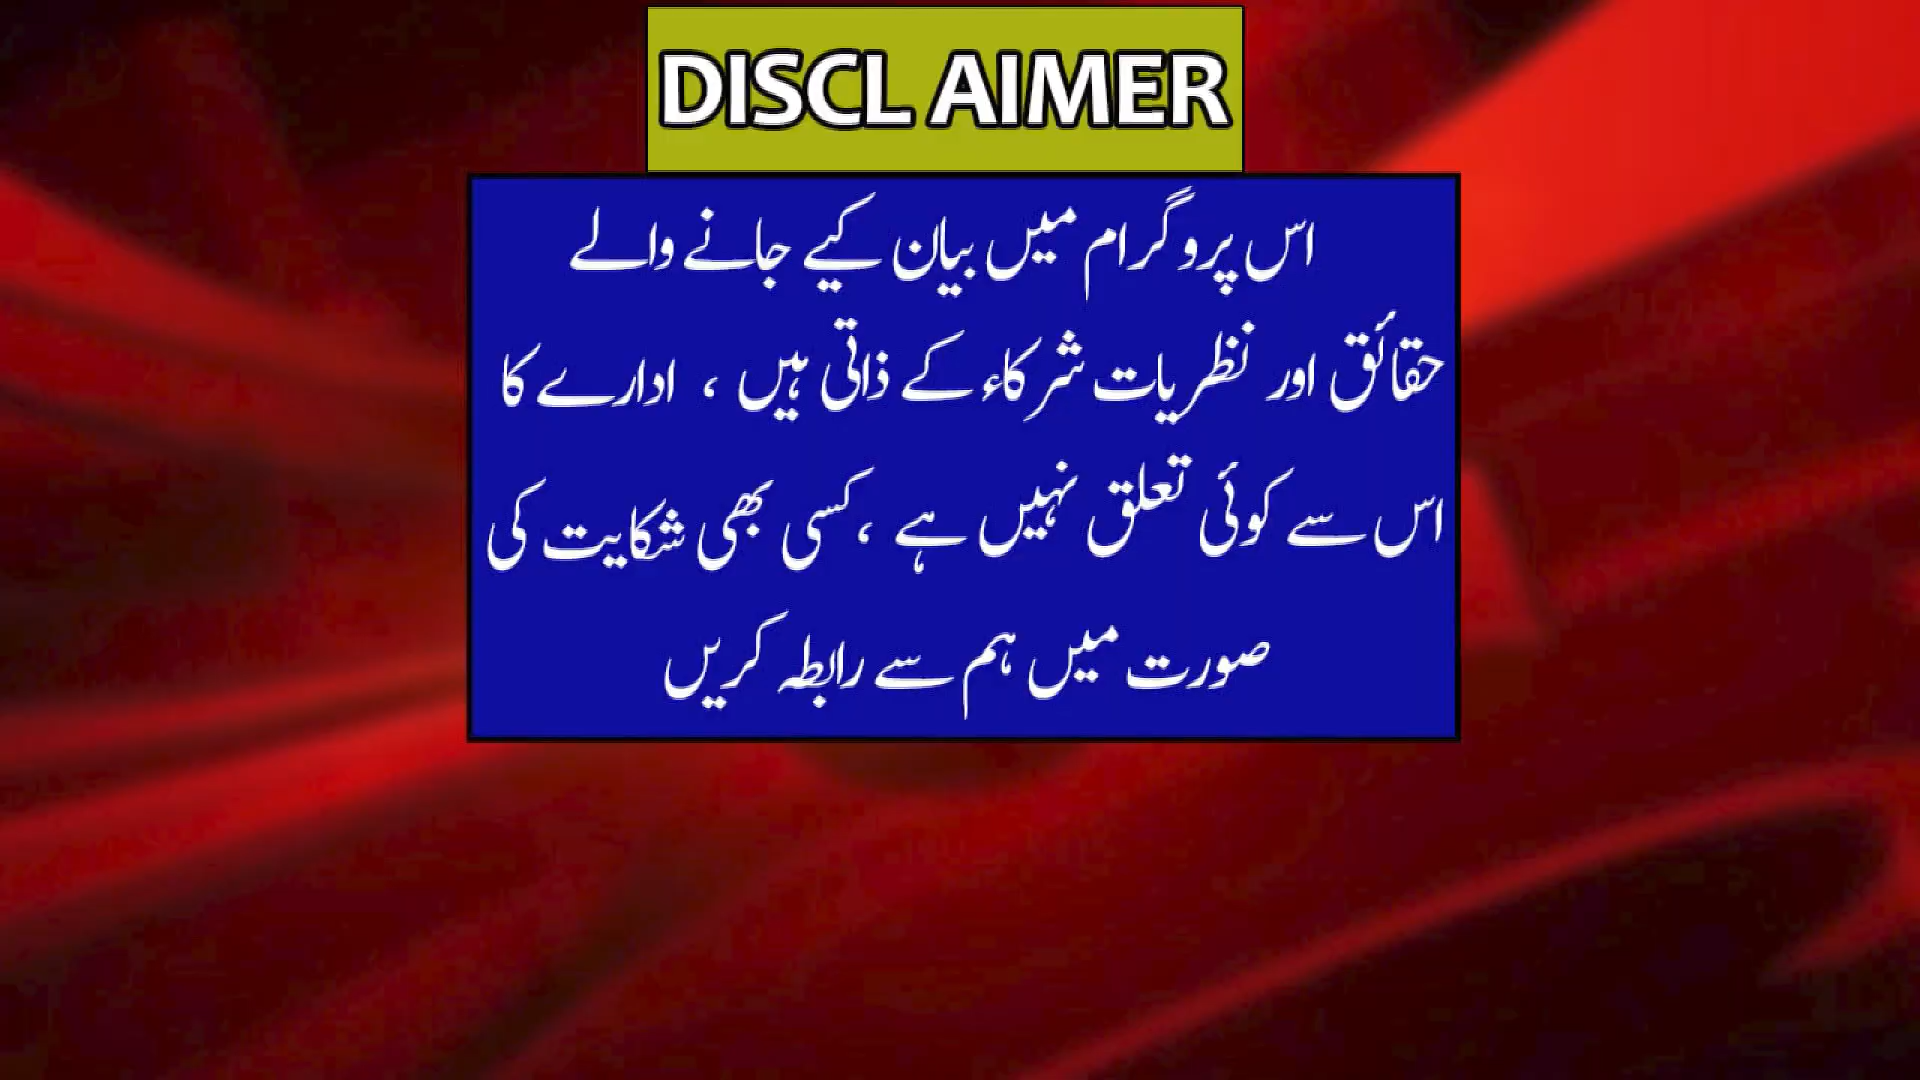 DISCL AIMER
اس پروگرام میں بیان کیے جانے والے
حقائق اور نظریات شرکاء کے ذاتی ہیں ، ادارے کا
اس سے کوئی تعلق نہیں ہے ،کسی بھی شکایت کی
صورت میں ہم سے رابطہ کریں